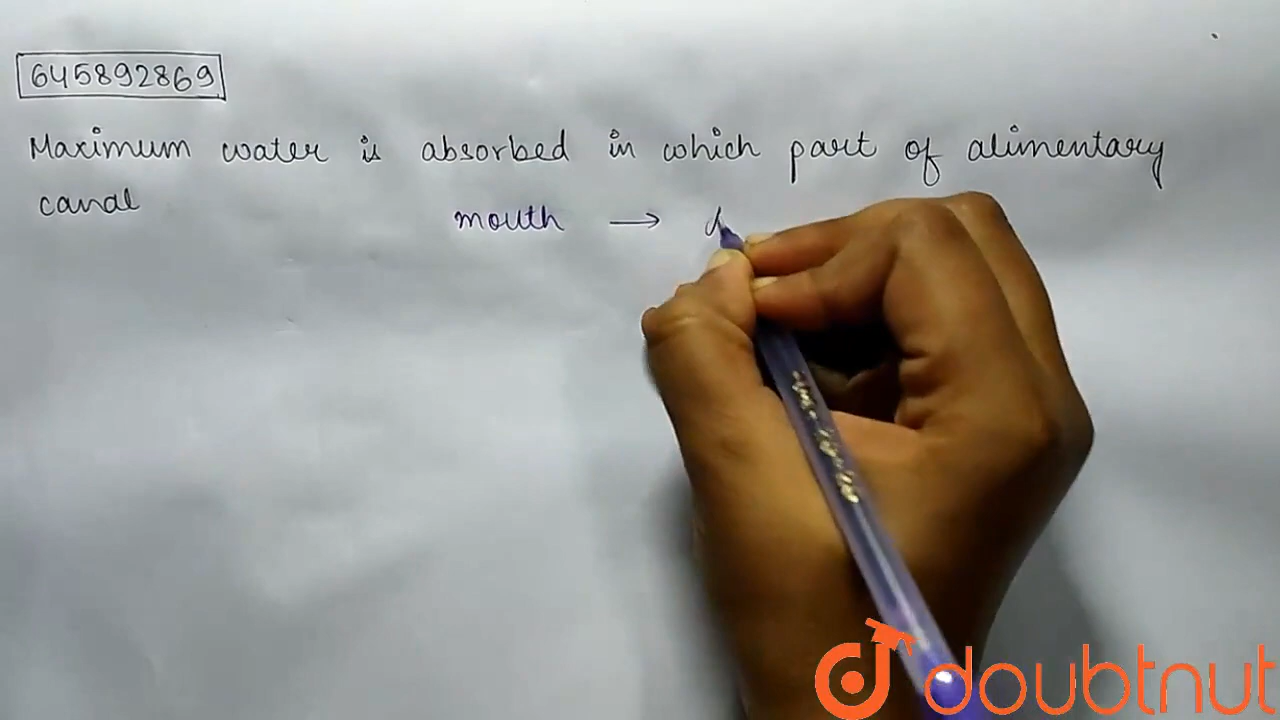 645892869
Maximum water is absorbed in which part of alimentary
canal
mouth →
doubtnut